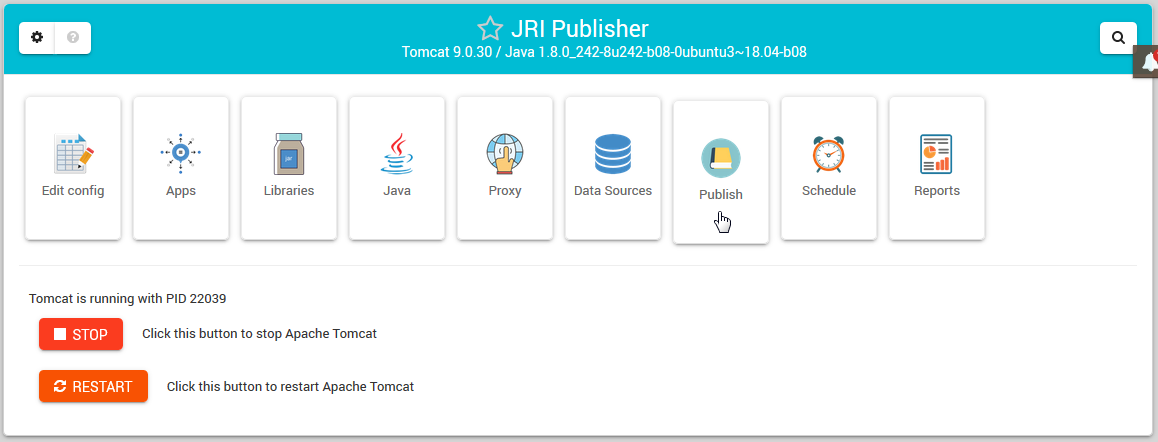 JRI Publisher
Tomcat 9.0.30 / Java 1.8.0_242-8u242-b08-0ubuntu3~18.04-b08
Edit config
Apps
Libraries
Java
Proxy
Data Sources
Publish
Schedule
Reports
Tomcat is running with PID 22039
STOP Click this button to stop Apache Tomcat
RESTART Click this button to restart Apache Tomcat